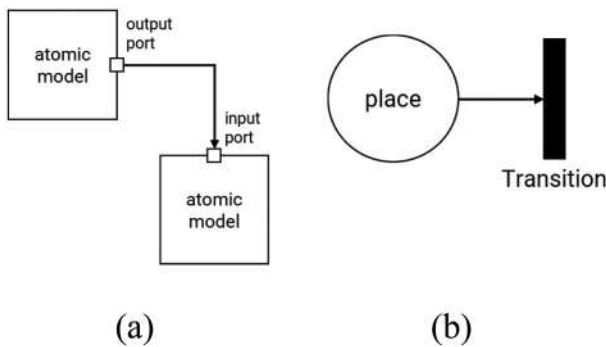 output
port
atomic
model
input
port
atomic
model
place
Transition
(a)
(b)